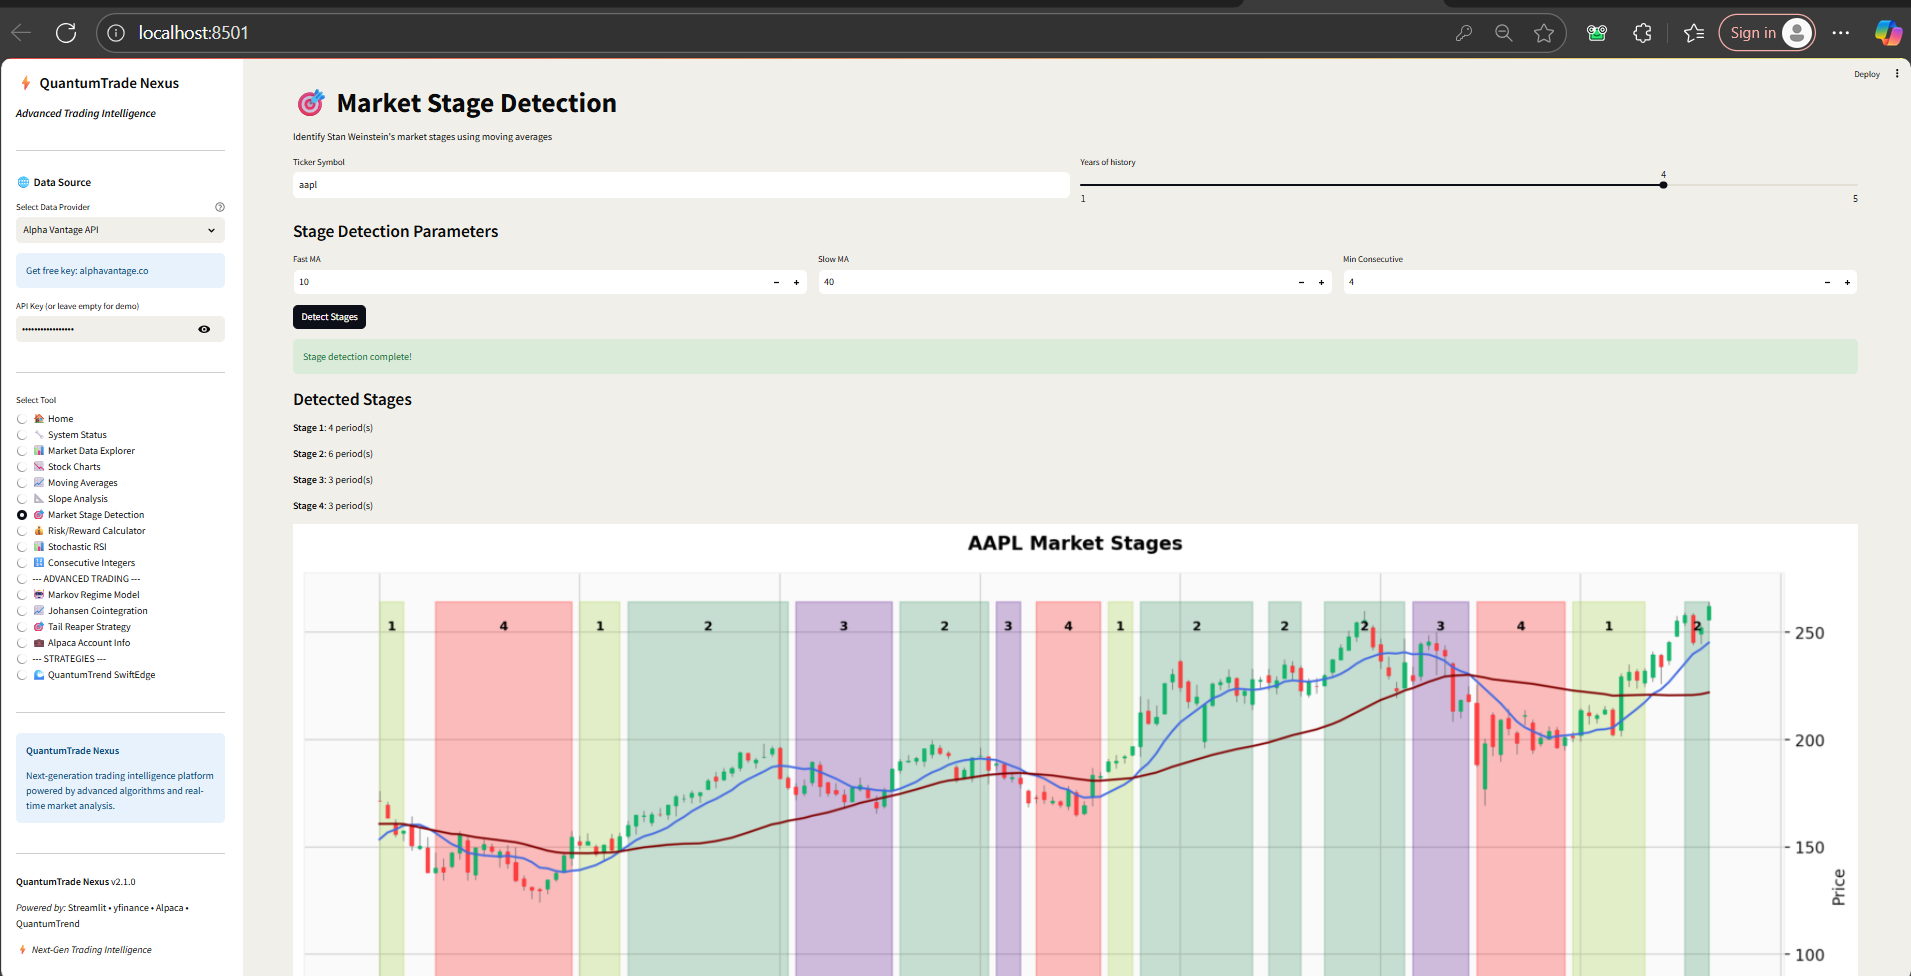 localhost:8501
Sign in
QuantumTrade Nexus
Advanced Trading Intelligence
Data Source
Select Data Provider
Alpha Vantage API
Get free key: alphavantage.co
API Key (or leave empty for demo)
•••••••••••••••••
Select Tool
Home
System Status
Market Data Explorer
Stock Charts
Moving Averages
Slope Analysis
Market Stage Detection
Risk/Reward Calculator
Stochastic RSI
Consecutive Integers
--- ADVANCED TRADING ---
Markov Regime Model
Johansen Cointegration
Tail Reaper Strategy
Alpaca Account Info
--- STRATEGIES ---
QuantumTrend SwiftEdge
QuantumTrade Nexus
Next-generation trading intelligence platform
powered by advanced algorithms and real-
time market analysis.
QuantumTrade Nexus v2.1.0
Powered by: Streamlit • yfinance • Alpaca •
QuantumTrend
Next-Gen Trading Intelligence
Deploy
Market Stage Detection
Identify Stan Weinstein's market stages using moving averages
Ticker Symbol
aapl
Years of history
4
1 5
Stage Detection Parameters
Fast MA Slow MA Min Consecutive
10 − + 40 − + 4 − +
Detect Stages
Stage detection complete!
Detected Stages
Stage 1: 4 period(s)
Stage 2: 6 period(s)
Stage 3: 3 period(s)
Stage 4: 3 period(s)
AAPL Market Stages
1 4 1 2 3 2 3 4 1 2 2 2 3 4 1 2
250
200
150
100
Price